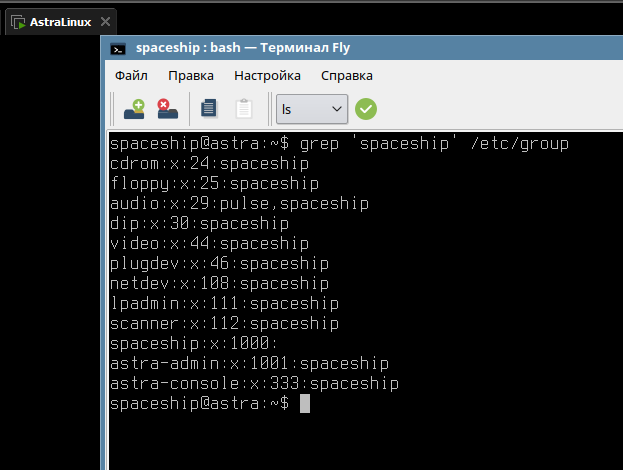 AstraLinux
spaceship : bash — Терминал Fly
Файл Правка Настройка Справка
ls
spaceship@astra:~$ grep 'spaceship' /etc/group
cdrom:x:24:spaceship
floppy:x:25:spaceship
audio:x:29:pulse,spaceship
dip:x:30:spaceship
video:x:44:spaceship
plugdev:x:46:spaceship
netdev:x:108:spaceship
lpadmin:x:111:spaceship
scanner:x:112:spaceship
spaceship:x:1000:
astra-admin:x:1001:spaceship
astra-console:x:333:spaceship
spaceship@astra:~$